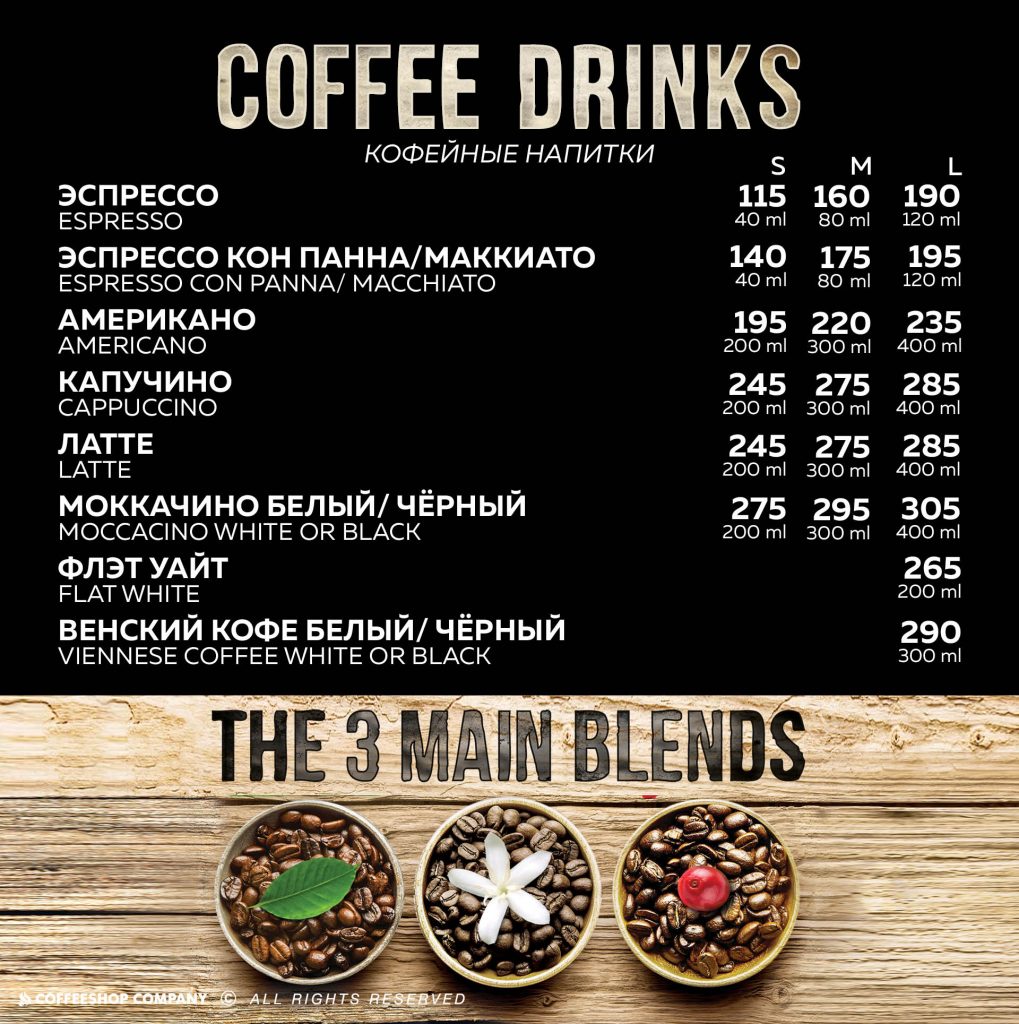 COFFEE DRINKS
КОФЕЙНЫЕ НАПИТКИ
S M L
ЭСПРЕССО 115 160 190
ESPRESSO 40 ml 80 ml 120 ml
ЭСПРЕССО КОН ПАННА/МАККИАТО 140 175 195
ESPRESSO CON PANNA/ MACCHIATO 40 ml 80 ml 120 ml
АМЕРИКАНО 195 220 235
AMERICANO 200 ml 300 ml 400 ml
КАПУЧИНО 245 275 285
CAPPUCCINO 200 ml 300 ml 400 ml
ЛАТТЕ 245 275 285
LATTE 200 ml 300 ml 400 ml
МОККАЧИНО БЕЛЫЙ/ ЧЁРНЫЙ 275 295 305
MOCCACINO WHITE OR BLACK 200 ml 300 ml 400 ml
ФЛЭТ УАЙТ 265
FLAT WHITE 200 ml
ВЕНСКИЙ КОФЕ БЕЛЫЙ/ ЧЁРНЫЙ 290
VIENNESE COFFEE WHITE OR BLACK 300 ml
THE 3 MAIN BLENDS
COFFEESHOP COMPANY © ALL RIGHTS RESERVED